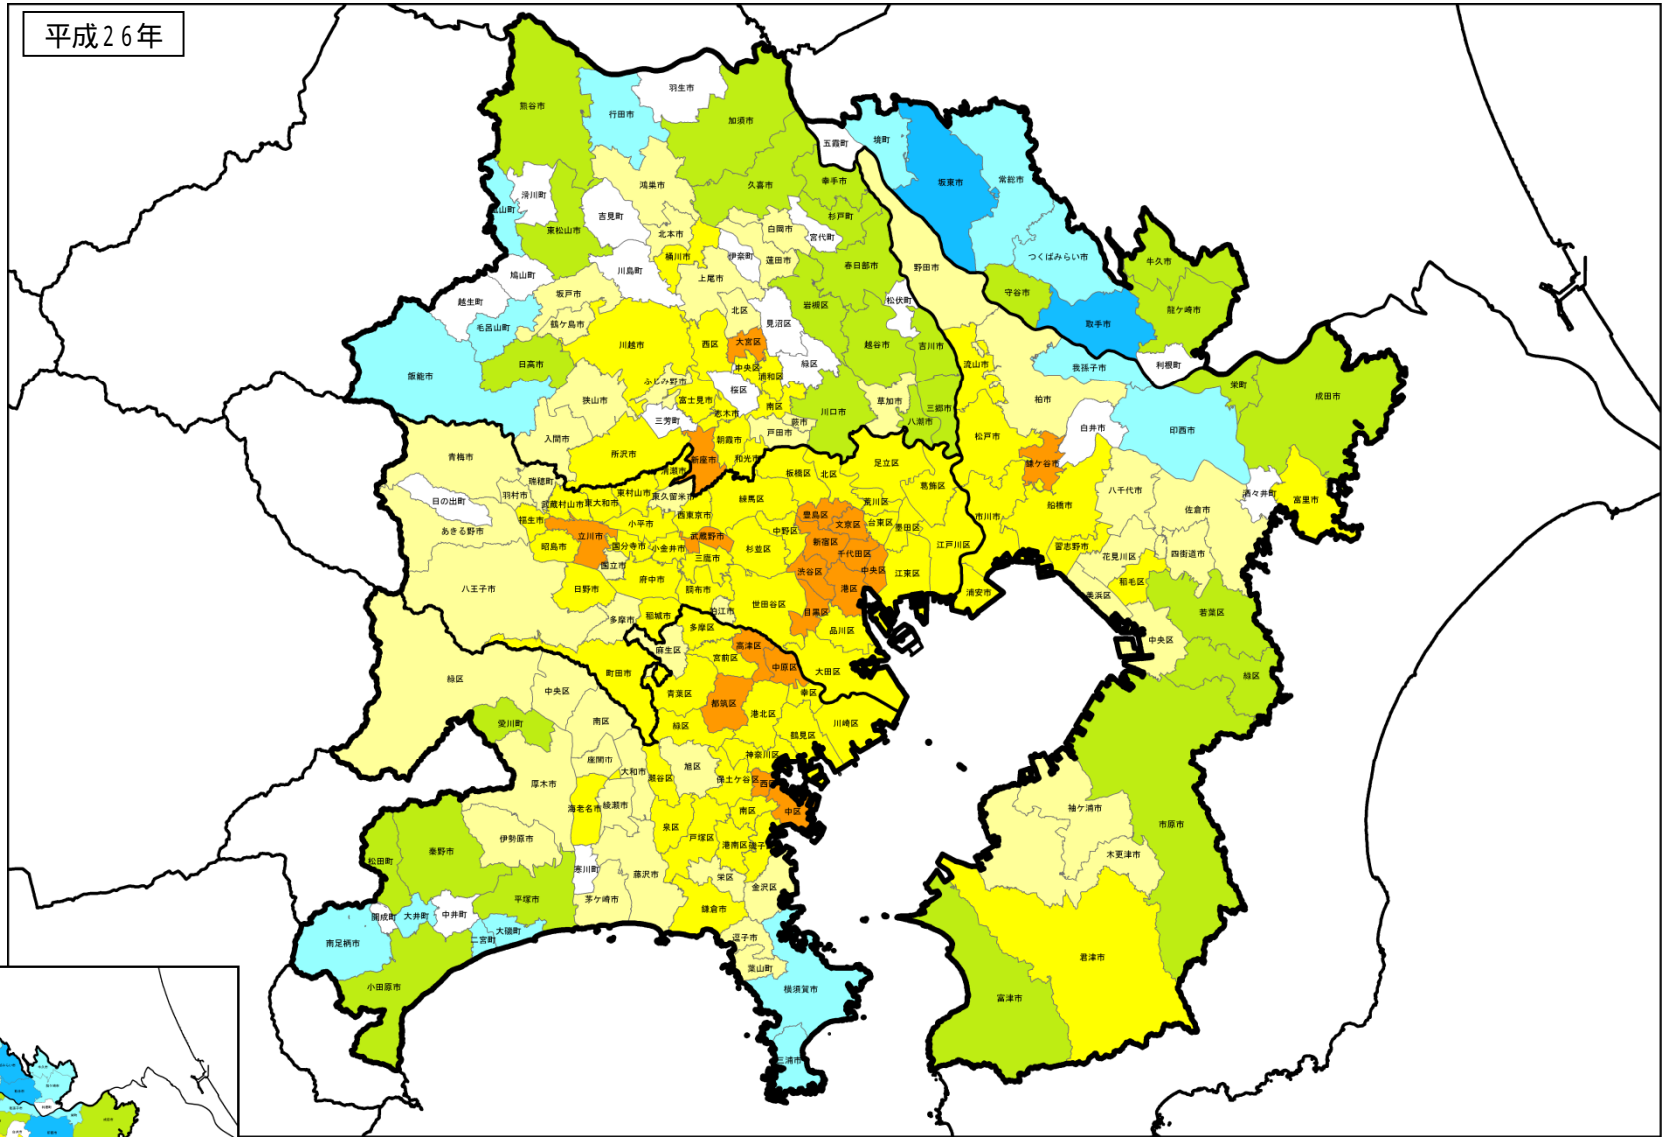 平成26年
熊谷市
行田市
羽生市
加須市
五霞町
境町
坂東市
常総市
滑川町
鴻巣市
久喜市
幸手市
吉見町
杉戸町
東松山市
北本市
白岡市
宮代町
桶川市
伊奈町
蓮田市
春日部市
野田市
つくばみらい市
牛久市
鳩山町
川島町
上尾市
守谷市
龍ケ崎市
坂戸市
越生町
毛呂山町
鶴ケ島市
北区
見沼区
岩槻区
松伏町
取手市
川越市
西区
大宮区
越谷市
吉川市
日高市
飯能市
中央区
浦和区
緑区
流山市
我孫子市
利根町
ふじみ野市
桜区
富士見市
狭山市
三芳町
志木市
南区
川口市
草加市
三郷市
八潮市
柏市
栄町
成田市
入間市
朝霞市
戸田市
蕨市
松戸市
白井市
印西市
所沢市
新座市
和光市
鎌ケ谷市
青梅市
清瀬市
板橋区
北区
足立区
葛飾区
瑞穂町
羽村市
日の出町
武蔵村山市
東大和市
東村山市
東久留米市
練馬区
荒川区
八千代市
酒々井町
富里市
佐倉市
船橋市
市川市
あきる野市
福生市
立川市
小平市
西東京市
豊島区
文京区
台東区
墨田区
昭島市
国分寺市
小金井市
武蔵野市
三鷹市
中野区
杉並区
新宿区
千代田区
江戸川区
習志野市
花見川区
四街道市
国立市
府中市
調布市
渋谷区
中央区
江東区
港区
稲毛区
美浜区
浦安市
八王子市
日野市
稲城市
狛江市
世田谷区
目黒区
品川区
若葉区
多摩市
多摩区
中央区
麻生区
高津区
宮前区
中原区
大田区
町田市
緑区
緑区
中央区
青葉区
都筑区
幸区
愛川町
南区
緑区
港北区
川崎区
鶴見区
座間市
大和市
旭区
瀬谷区
神奈川区
保土ケ谷区
西区
厚木市
海老名市
綾瀬市
中区
南区
袖ケ浦市
市原市
伊勢原市
泉区
戸塚区
港南区
秦野市
松田町
寒川町
藤沢市
栄区
金沢区
木更津市
平塚市
茅ケ崎市
鎌倉市
開成町
大井町
中井町
大磯町
二宮町
南足柄市
逗子市
葉山町
君津市
小田原市
横須賀市
富津市
三浦市